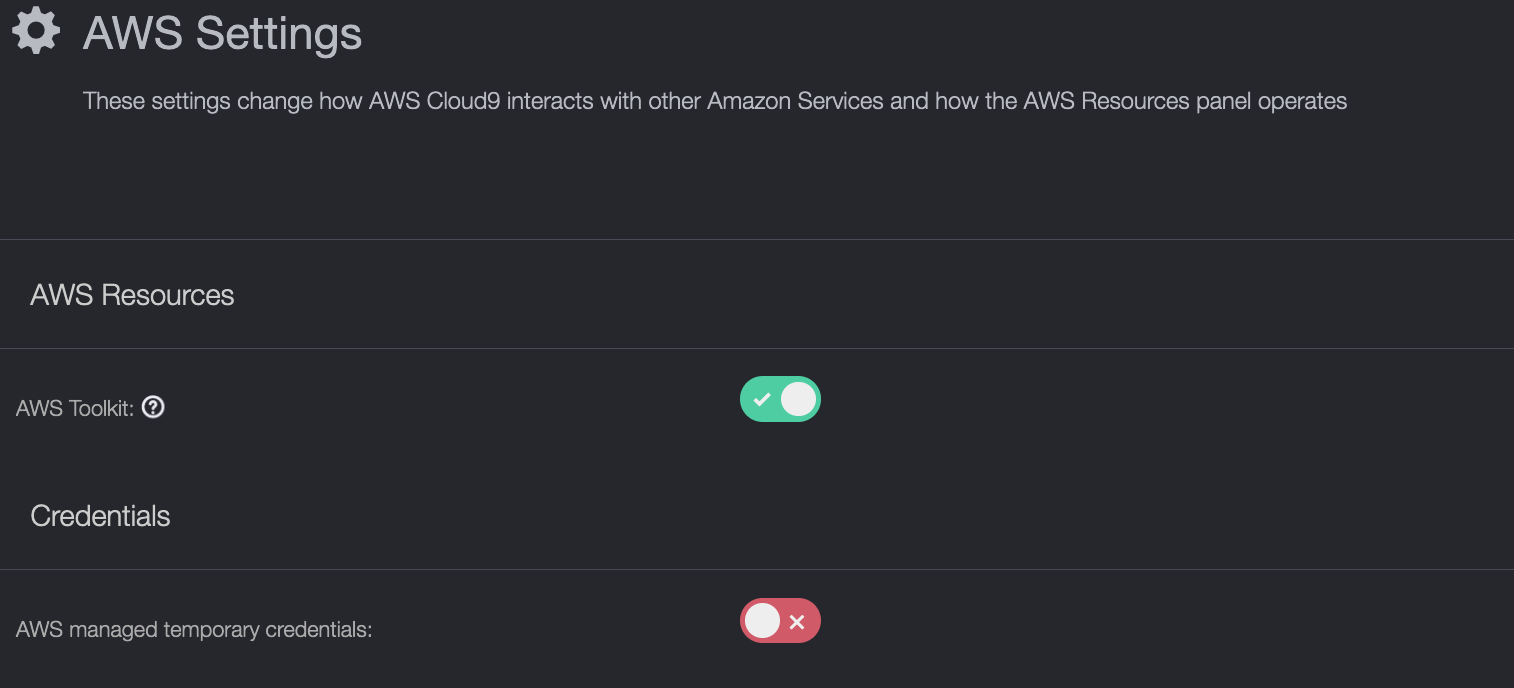 AWS Settings
These settings change how AWS Cloud9 interacts with other Amazon Services and how the AWS Resources panel operates
AWS Resources
AWS Toolkit: ?
Credentials
AWS managed temporary credentials: